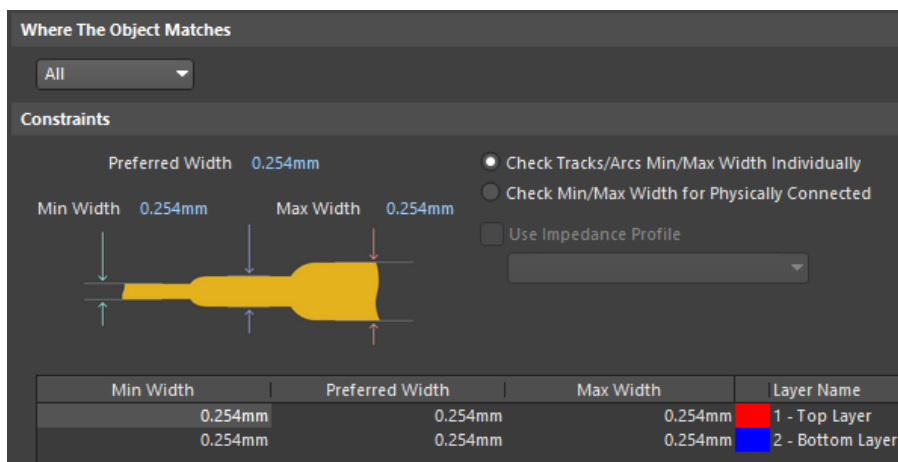 Where The Object Matches
All
Constraints
Preferred Width 0.254mm
Check Tracks/Arcs Min/Max Width Individually
Check Min/Max Width for Physically Connected
Min Width 0.254mm Max Width 0.254mm
Use Impedance Profile
Min Width Preferred Width Max Width Layer Name
0.254mm 0.254mm 0.254mm 1 - Top Layer
0.254mm 0.254mm 0.254mm 2 - Bottom Layer